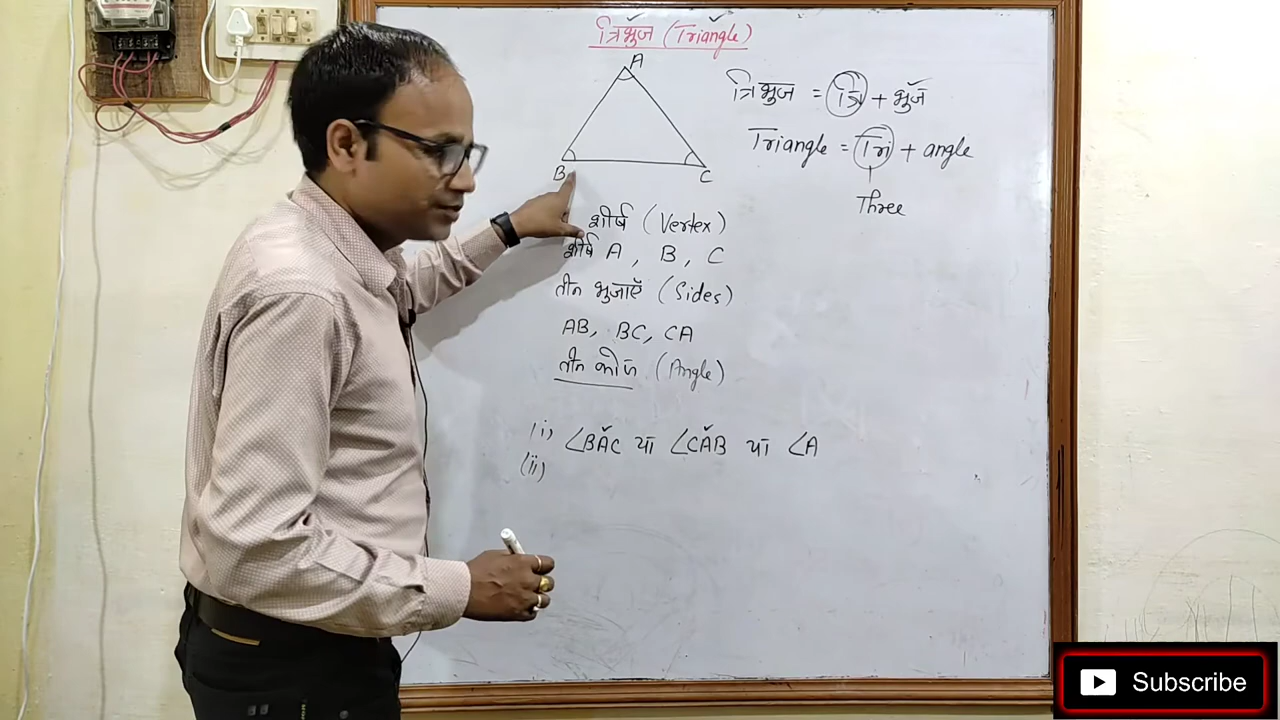 त्रिभुज (Triangle)
A
B
C
त्रिभुज = त्रि + भुज
Triangle = Tri + angle
Three
शीर्ष (Vertex)
शीर्ष A, B, C
तीन भुजाएँ (Sides)
AB, BC, CA
तीन कोण (Angle)
(i) ∠BAC या ∠CAB या ∠A
(ii)
Subscribe